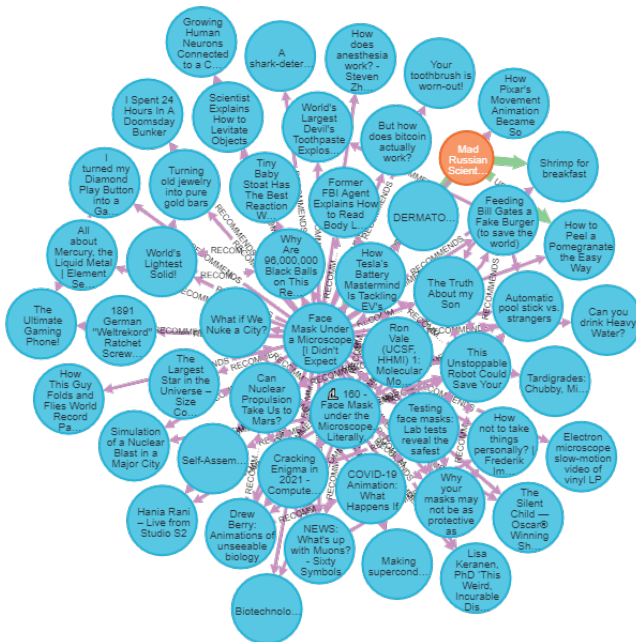 Growing
Human
Neurons
Connected
to a C…
A
shark-deter…
How
does
anesthesia
work? -
Steven
Zh…
Your
toothbrush is
worn-out!
How
Pixar's
Movement
Animation
Became
So
I Spent 24
Hours In A
Doomsday
Bunker
Scientist
Explains
How to
Levitate
Objects
World's
Largest
Devil's
Toothpaste
Explos…
But how
does bitcoin
actually
work?
Mad
Russian
Scient…
Shrimp for
breakfast
I
turned my
Diamond
Play Button
into a
Ga…
Turning
old jewelry
into pure
gold bars
Tiny
Baby
Stoat Has
The Best
Reaction
W…
Former
FBI Agent
Explains How
to Read
Body L…
DERMATO…
Feeding
Bill Gates a
Fake Burger
(to save the
world)
How to Peel a
Pomegranate
the Easy
Way
All
about
Mercury, the
Liquid Metal
| Element
Se…
World's
Lightest
Solid!
Why
Are
96,000,000
Black Balls
on This
Re…
How
Tesla's
Battery
Mastermind
Is Tackling
EV's
The Truth
About my
Son
Automatic
pool stick vs.
strangers
Can you
drink Heavy
Water?
The
Ultimate
Gaming
Phone!
1891
German
"Weltrekord"
Ratchet
Screw…
What if We
Nuke a City?
Face
Mask Under
a Microscope
[I Didn't
Expect
Ron
Vale
(UCSF,
HHMI) 1:
Molecular
Mo…
This
Unstoppable
Robot Could
Save Your
Tardigrades:
Chubby, Mi…
How
This Guy
Folds and
Flies World
Record
Pa…
The
Largest
Star in the
Universe –
Size
Co…
Can
Nuclear
Propulsion
Take Us to
Mars?
160 -
Face Mask
under the
Microscope,
Literally
Testing
face masks:
Lab tests
reveal the
safest
How
not to take
things
personally? |
Frederik
Im…
Electron
microscope
slow-motion
video of
vinyl LP
Simulation of
a Nuclear
Blast in a
Major City
Self-Assem…
Cracking
Enigma in
2021 -
Compute…
COVID-19
Animation:
What
Happens If
Why
your masks
may not be as
protective as
The
Silent
Child —
Oscar®
Winning
Sh…
Hania Rani
– Live from
Studio S2
Drew
Berry:
Animations of
unseeable
biology
NEWS:
What's up
with Muons?
- Sixty
Symbols
Making
supercond…
Lisa
Keranen,
PhD 'This
Weird,
Incurable
Dis…
Biotechnolo…
RECOMMENDS
RECOMMENDS
RECOMMENDS
RECOMMENDS